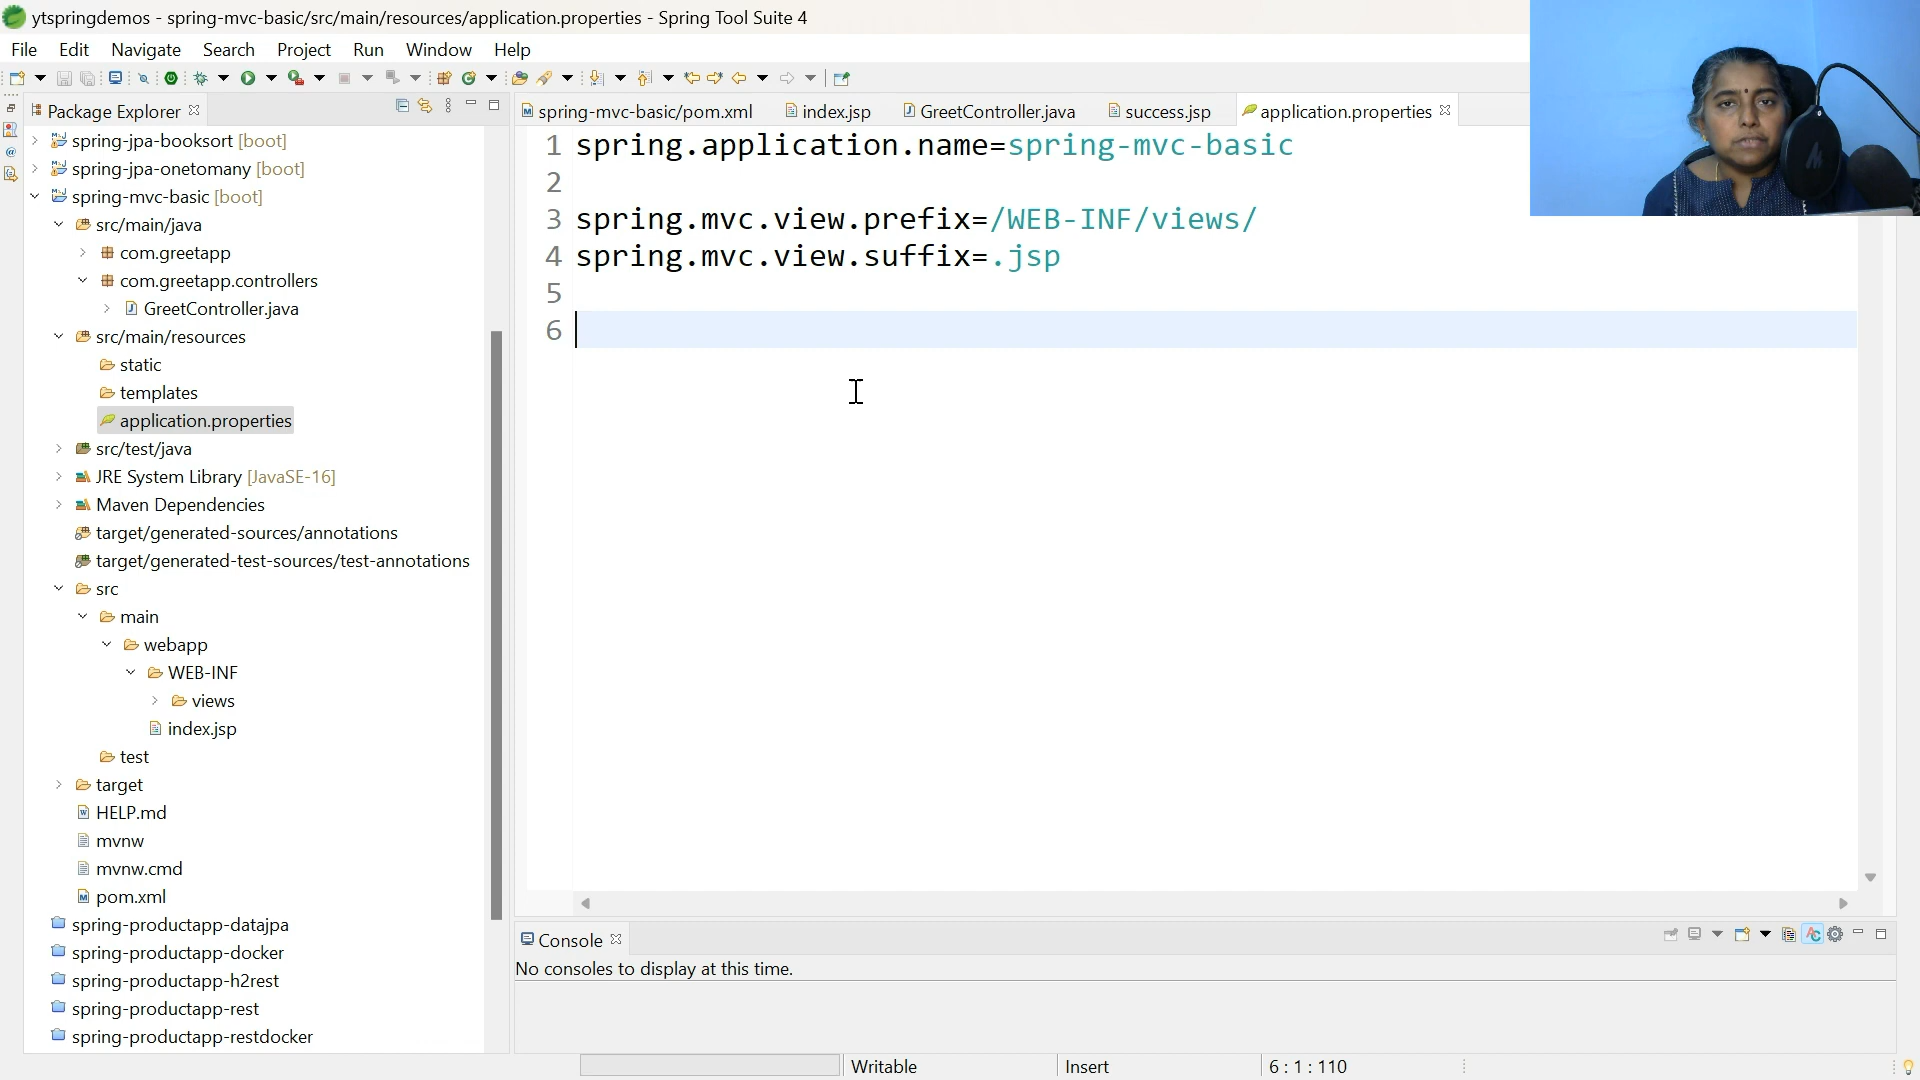 ytspringdemos - spring-mvc-basic/src/main/resources/application.properties - Spring Tool Suite 4
File Edit Navigate Search Project Run Window Help
Package Explorer
spring-jpa-booksort [boot]
spring-jpa-onetomany [boot]
spring-mvc-basic [boot]
src/main/java
com.greetapp
com.greetapp.controllers
GreetController.java
src/main/resources
static
templates
application.properties
src/test/java
JRE System Library [JavaSE-16]
Maven Dependencies
target/generated-sources/annotations
target/generated-test-sources/test-annotations
src
main
webapp
WEB-INF
views
index.jsp
test
target
HELP.md
mvnw
mvnw.cmd
pom.xml
spring-productapp-datajpa
spring-productapp-docker
spring-productapp-h2rest
spring-productapp-rest
spring-productapp-restdocker
spring-mvc-basic/pom.xml index.jsp GreetController.java success.jsp application.properties
1 spring.application.name=spring-mvc-basic
2
3 spring.mvc.view.prefix=/WEB-INF/views/
4 spring.mvc.view.suffix=.jsp
5
6
Console
No consoles to display at this time.
Writable Insert 6 : 1 : 110